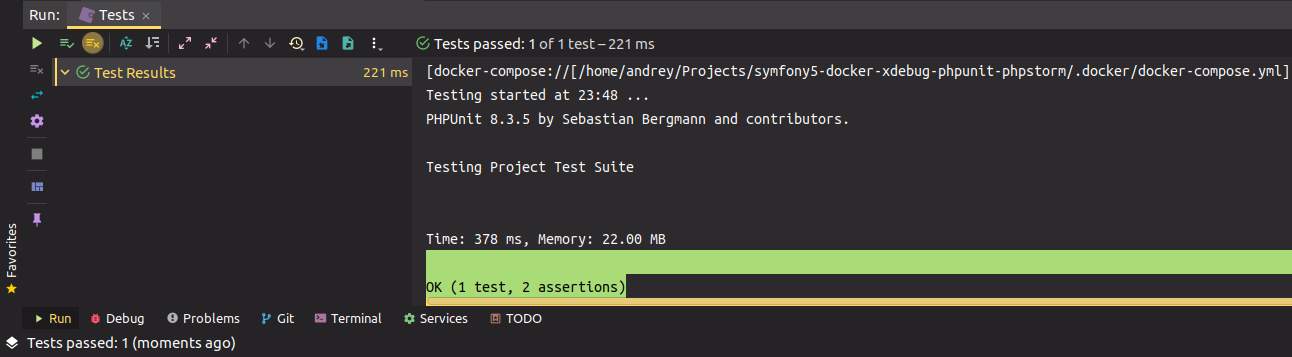 Run: Tests ×
Tests passed: 1 of 1 test – 221 ms
Test Results 221 ms
[docker-compose://[/home/andrey/Projects/symfony5-docker-xdebug-phpunit-phpstorm/.docker/docker-compose.yml]
Testing started at 23:48 ...
PHPUnit 8.3.5 by Sebastian Bergmann and contributors.
Testing Project Test Suite
Time: 378 ms, Memory: 22.00 MB
OK (1 test, 2 assertions)
Favorites
Run Debug Problems Git Terminal Services TODO
Tests passed: 1 (moments ago)